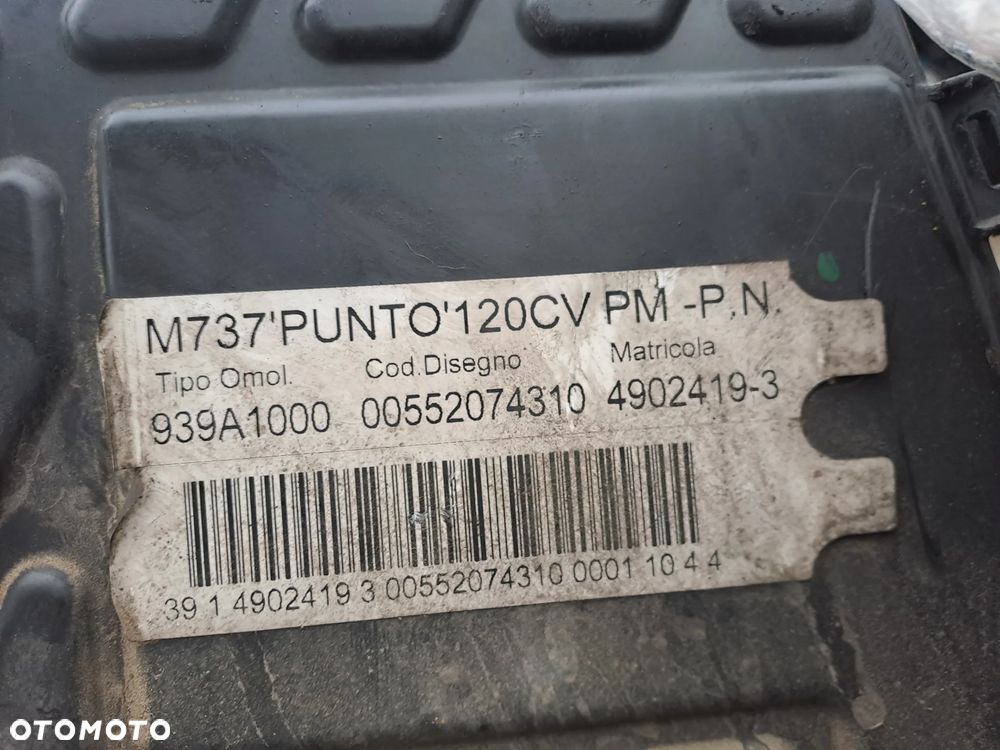 M737'PUNTO'120CV PM -P.N.
Tipo Omol. Cod.Disegno Matricola
939A1000 00552074310 4902419-3
39 1 4902419 3 00552074310 0001 10 4 4
OTOMOTO